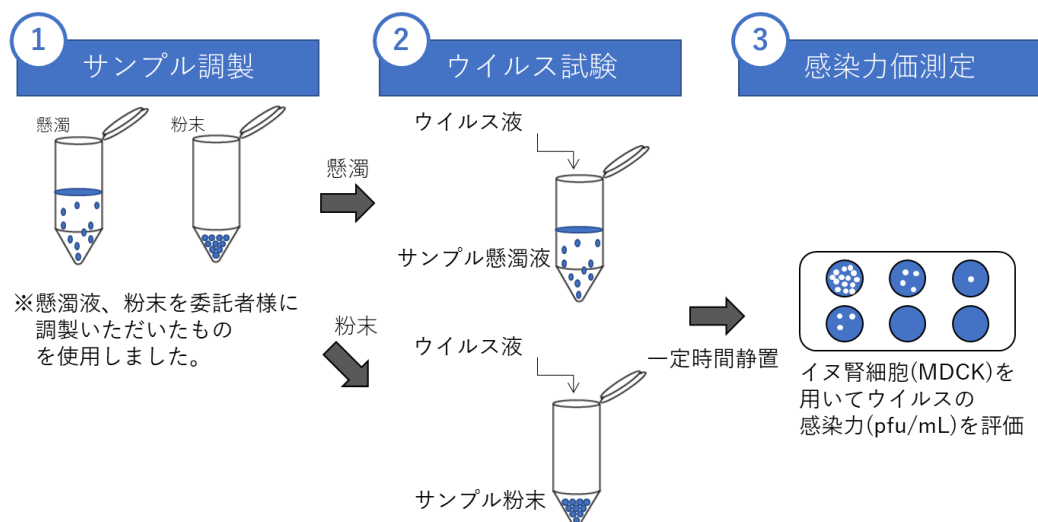 1
サンプル調製
懸濁
粉末
※懸濁液、粉末を委託者様に
調製いただいたもの
を使用しました。
懸濁
粉末
2
ウイルス試験
ウイルス液
サンプル懸濁液
ウイルス液
サンプル粉末
一定時間静置
3
感染力価測定
イヌ腎細胞(MDCK)を
用いてウイルスの
感染力(pfu/mL)を評価